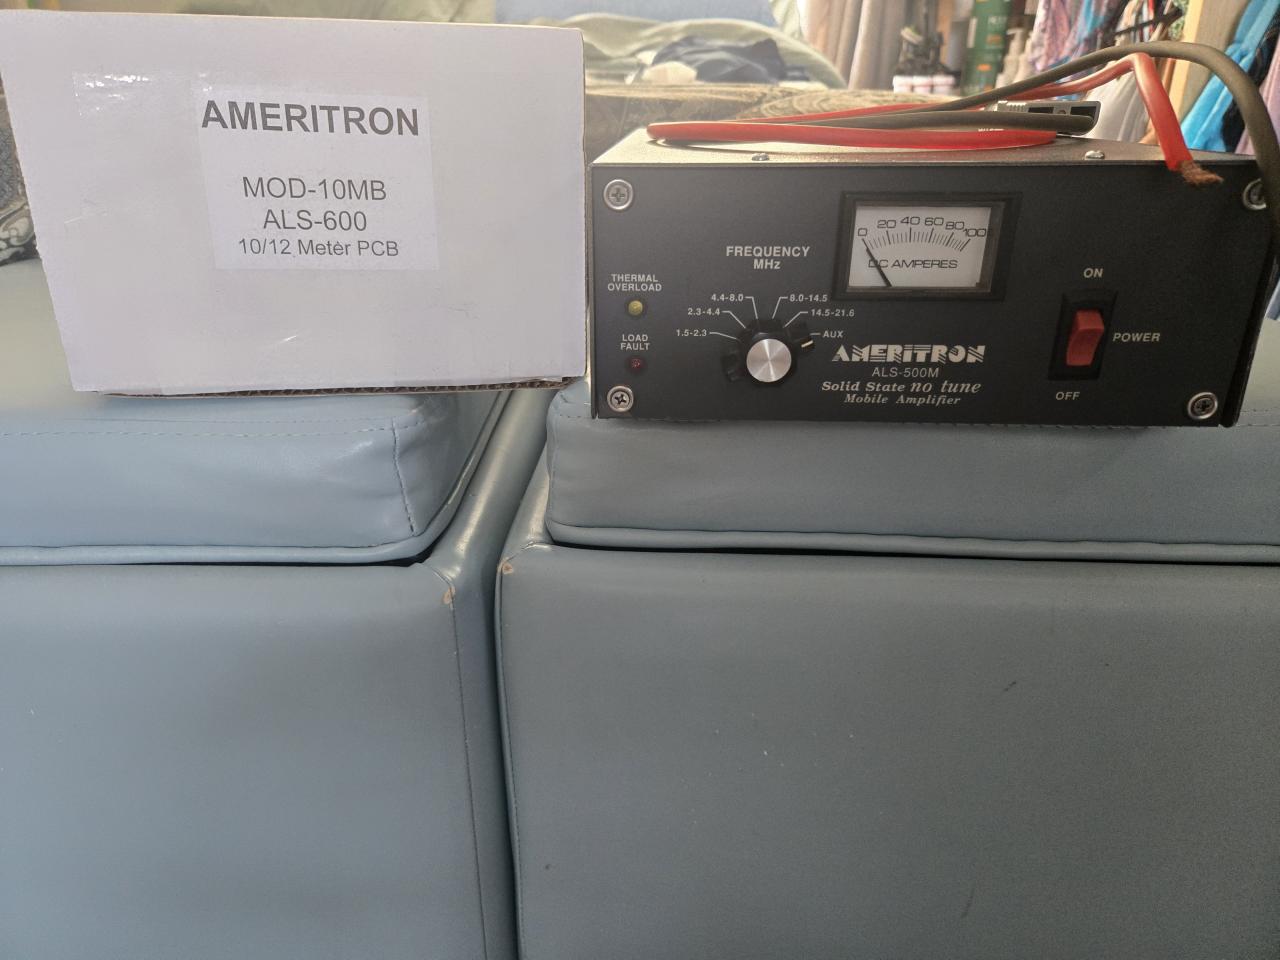 AMERITRON
MOD-10MB
ALS-600
10/12 Meter PCB
FREQUENCY
MHz
THERMAL
OVERLOAD
LOAD
FAULT
4.4-8.0
8.0-14.5
2.3-4.4
14.5-21.6
1.5-2.3
AUX
0 20 40 60 80 100
DC AMPERES
AMERITRON
ALS-500M
Solid State no tune
Mobile Amplifier
ON
POWER
OFF